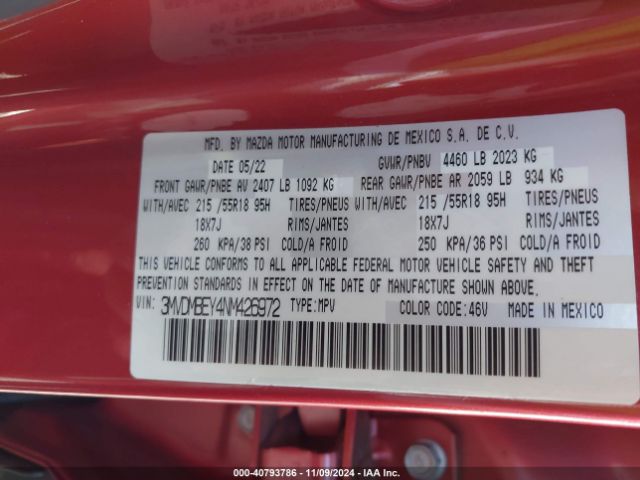 MFD. BY MAZDA MOTOR MANUFACTURING DE MEXICO S.A. DE C.V.
DATE 05/22 GVWR/PNBV 4460 LB 2023 KG
FRONT GAWR/PNBE AV 2407 LB 1092 KG REAR GAWR/PNBE AR 2059 LB 934 KG
WITH/AVEC 215 /55R18 95H TIRES/PNEUS WITH/AVEC 215 /55R18 95H TIRES/PNEUS
18X7J RIMS/JANTES 18X7J RIMS/JANTES
260 KPA/38 PSI COLD/A FROID 250 KPA/36 PSI COLD/A FROID
THIS VEHICLE CONFORMS TO ALL APPLICABLE FEDERAL MOTOR VEHICLE SAFETY AND THEFT
PREVENTION STANDARDS IN EFFECT ON THE DATE OF MANUFACTURE SHOWN ABOVE.
VIN: 3MVDMBEY4NM426972 TYPE:MPV COLOR CODE:46V MADE IN MEXICO
000-40793786 - 11/09/2024 - IAA Inc.